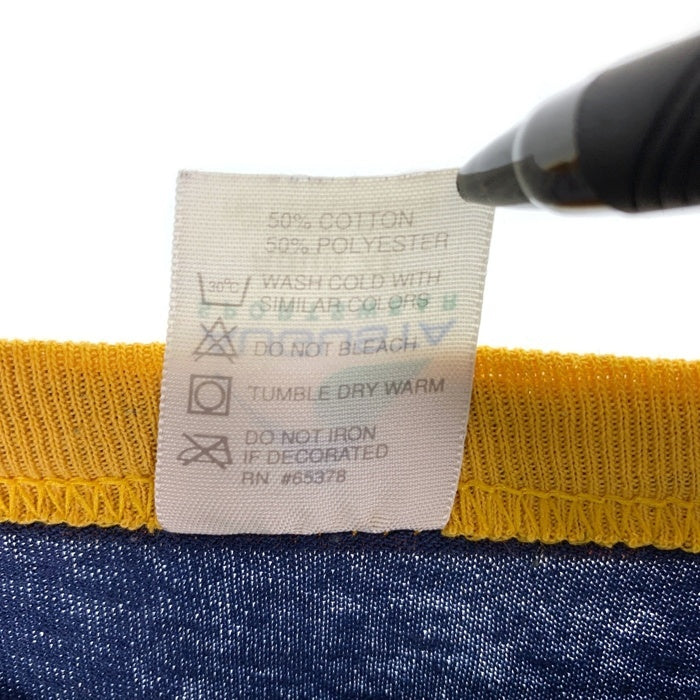 50% COTTON
50% POLYESTER
30°C
WASH COLD WITH
SIMILAR COLORS
DO NOT BLEACH
TUMBLE DRY WARM
DO NOT IRON
IF DECORATED
RN #65378